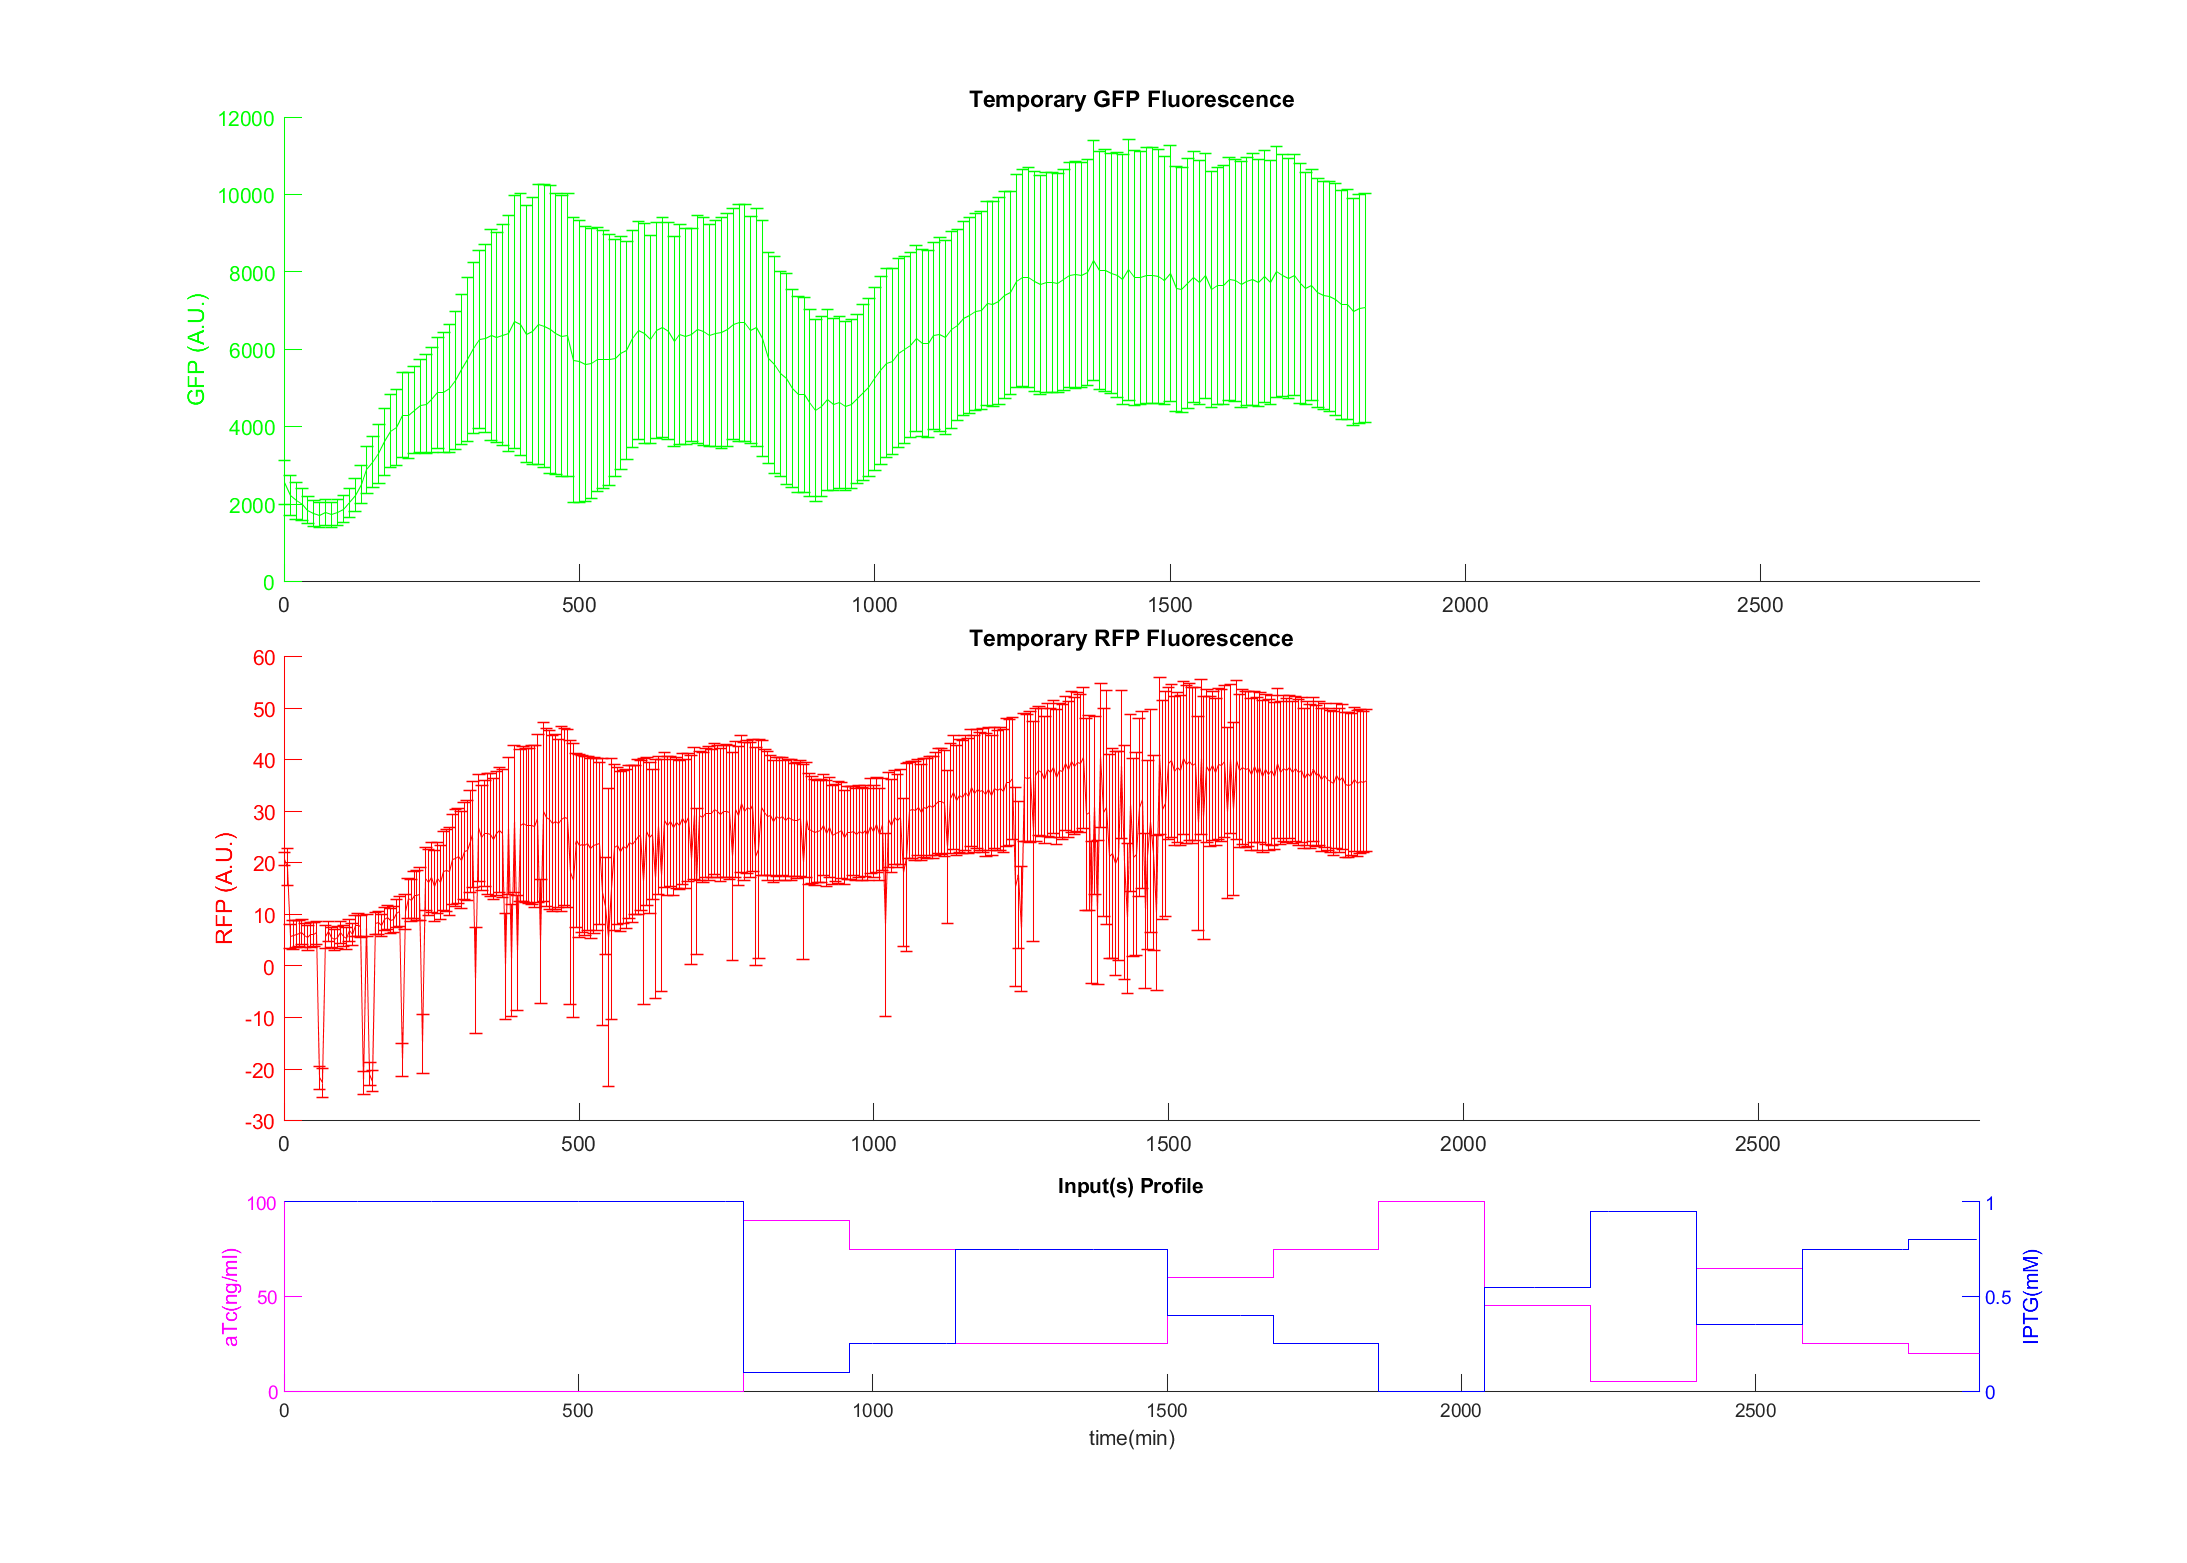 Temporary GFP Fluorescence
12000
10000
8000
6000
4000
2000
0
GFP (A.U.)
0 500 1000 1500 2000 2500
Temporary RFP Fluorescence
60
50
40
30
20
10
0
-10
-20
-30
RFP (A.U.)
0 500 1000 1500 2000 2500
Input(s) Profile
100
50
0
aTc(ng/ml)
1
0.5
0
IPTG(mM)
0 500 1000 1500 2000 2500
time(min)